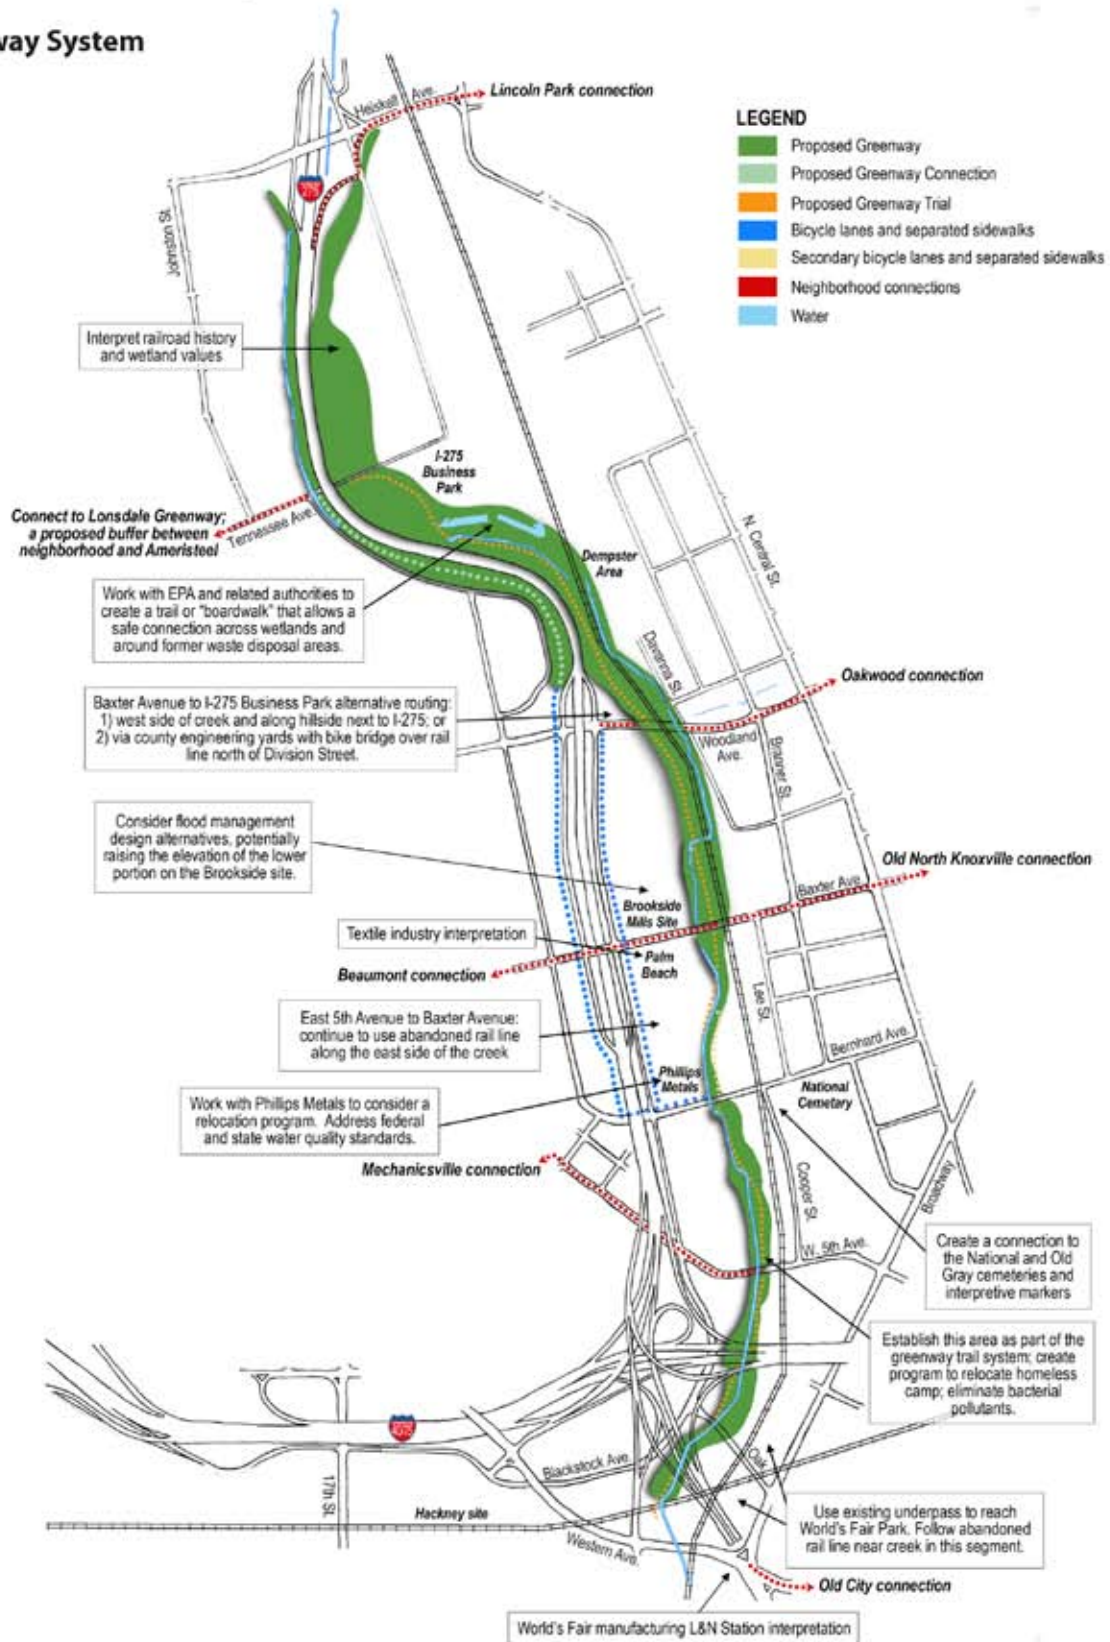 way System
Heiskell Ave.
Lincoln Park connection
LEGEND
Proposed Greenway
Proposed Greenway Connection
Proposed Greenway Trial
Bicycle lanes and separated sidewalks
Secondary bicycle lanes and separated sidewalks
Neighborhood connections
Water
275
Johnston St.
Interpret railroad history
and wetland values
I-275
Business
Park
Connect to Lonsdale Greenway;
a proposed buffer between
neighborhood and Ameristeel
Tennessee Ave.
N. Central St.
Dempster
Area
Work with EPA and related authorities to
create a trail or "boardwalk" that allows a
safe connection across wetlands and
around former waste disposal areas.
Davanna St.
Oakwood connection
Baxter Avenue to I-275 Business Park alternative routing:
1) west side of creek and along hillside next to I-275; or
2) via county engineering yards with bike bridge over rail
line north of Division Street.
Woodland
Ave.
Branner St.
Consider flood management
design alternatives, potentially
raising the elevation of the lower
portion on the Brookside site.
Old North Knoxville connection
Baxter Ave.
Brookside
Mills Site
Textile industry interpretation
Palm
Beach
Beaumont connection
Lee St.
East 5th Avenue to Baxter Avenue:
continue to use abandoned rail line
along the east side of the creek
Bernhard Ave.
Phillips
Metals
National
Cemetery
Work with Phillips Metals to consider a
relocation program. Address federal
and state water quality standards.
Mechanicsville connection
Cooper St.
Broadway
W. 5th Ave.
Create a connection to
the National and Old
Gray cemeteries and
interpretive markers
Establish this area as part of the
greenway trail system; create
program to relocate homeless
camp; eliminate bacterial
pollutants.
Blackstock Ave.
Oak
17th St.
Hackney site
Western Ave.
Use existing underpass to reach
World's Fair Park. Follow abandoned
rail line near creek in this segment.
Old City connection
World's Fair manufacturing L&N Station interpretation